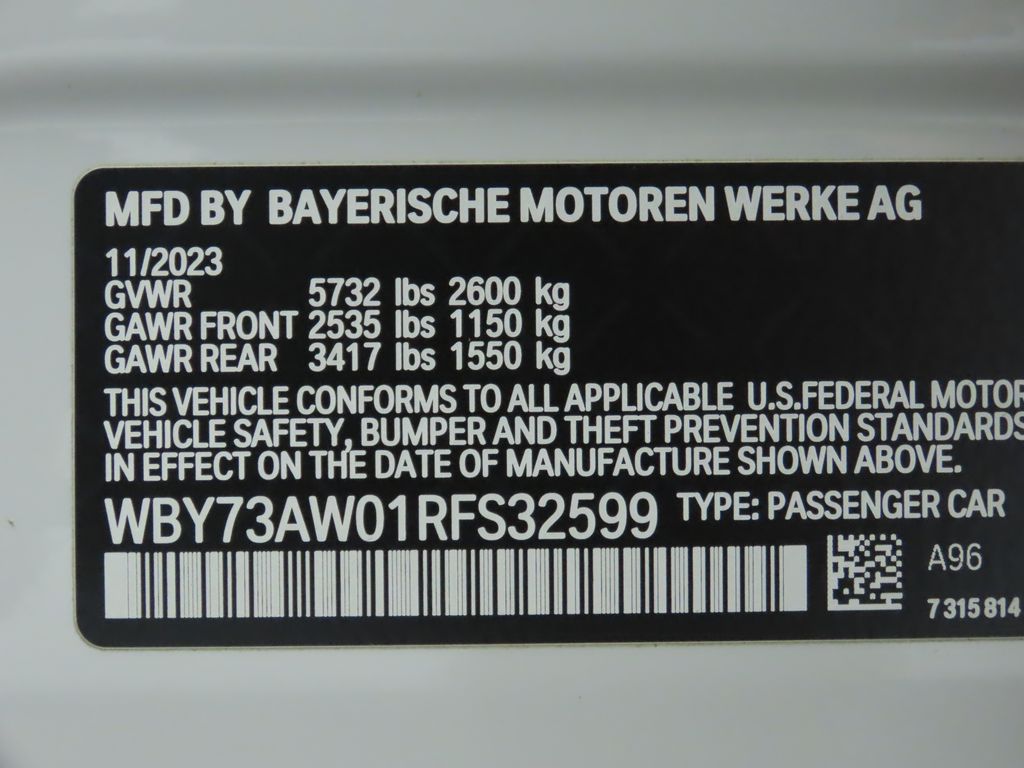 MFD BY BAYERISCHE MOTOREN WERKE AG
11/2023
GVWR 5732 lbs 2600 kg
GAWR FRONT 2535 lbs 1150 kg
GAWR REAR 3417 lbs 1550 kg
THIS VEHICLE CONFORMS TO ALL APPLICABLE U.S.FEDERAL MOTOR
VEHICLE SAFETY, BUMPER AND THEFT PREVENTION STANDARDS
IN EFFECT ON THE DATE OF MANUFACTURE SHOWN ABOVE.
WBY73AW01RFS32599 TYPE: PASSENGER CAR
A96
7 315 814